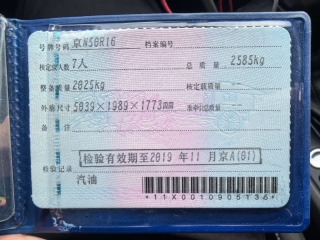 号牌号码 京N50R16 档案编号
核定载人数 7人 总质量 2585kg
整备质量 2025kg 核定载质量 --
外廓尺寸 5039×1989×1773mm 准牵引总质量 --
备注
检验有效期至2019年11月京A(01)
检验记录
汽油
*11X0010905136*